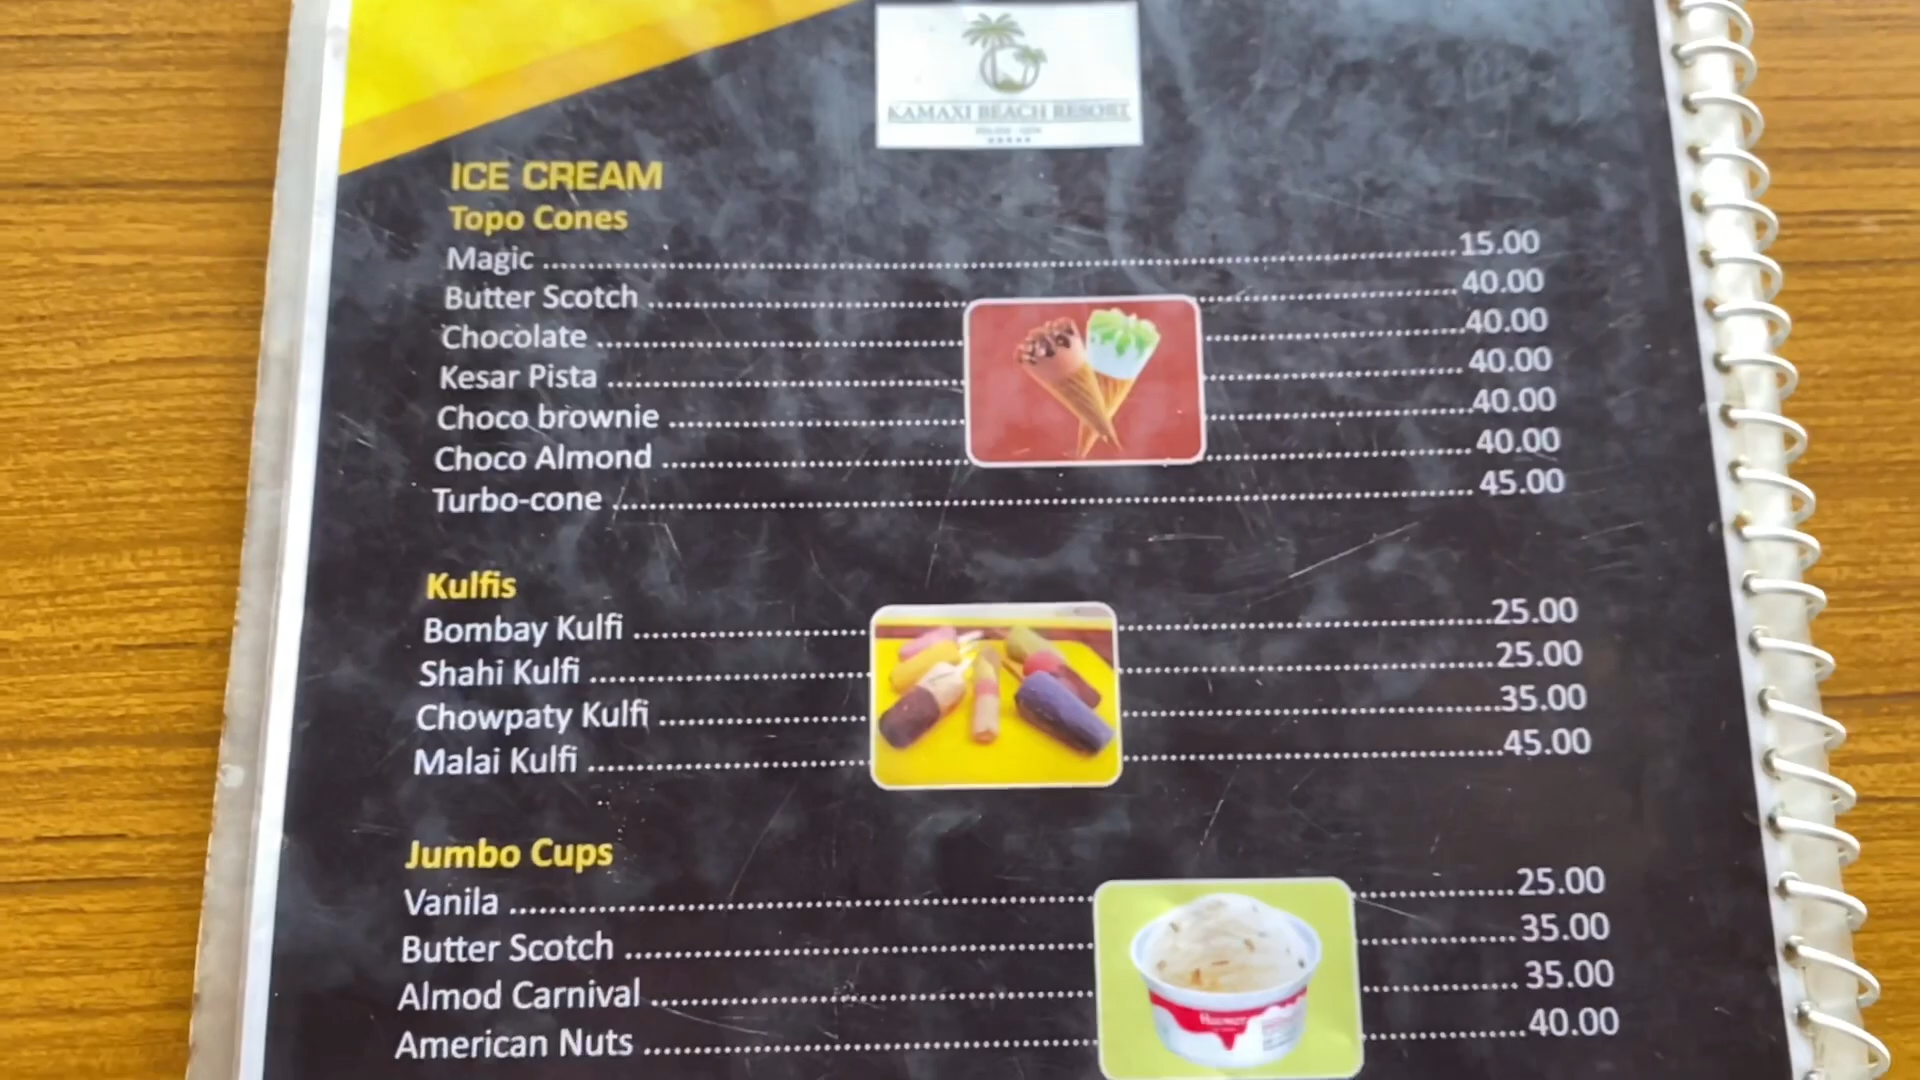 KAMAXI BEACH RESORT
ICE CREAM
Topo Cones
Magic ........ 15.00
Butter Scotch ........ 40.00
Chocolate ........ 40.00
Kesar Pista ........ 40.00
Choco brownie ........ 40.00
Choco Almond ........ 40.00
Turbo-cone ........ 45.00
Kulfis
Bombay Kulfi ........ 25.00
Shahi Kulfi ........ 25.00
Chowpaty Kulfi ........ 35.00
Malai Kulfi ........ 45.00
Jumbo Cups
Vanila ........ 25.00
Butter Scotch ........ 35.00
Almod Carnival ........ 35.00
American Nuts ........ 40.00